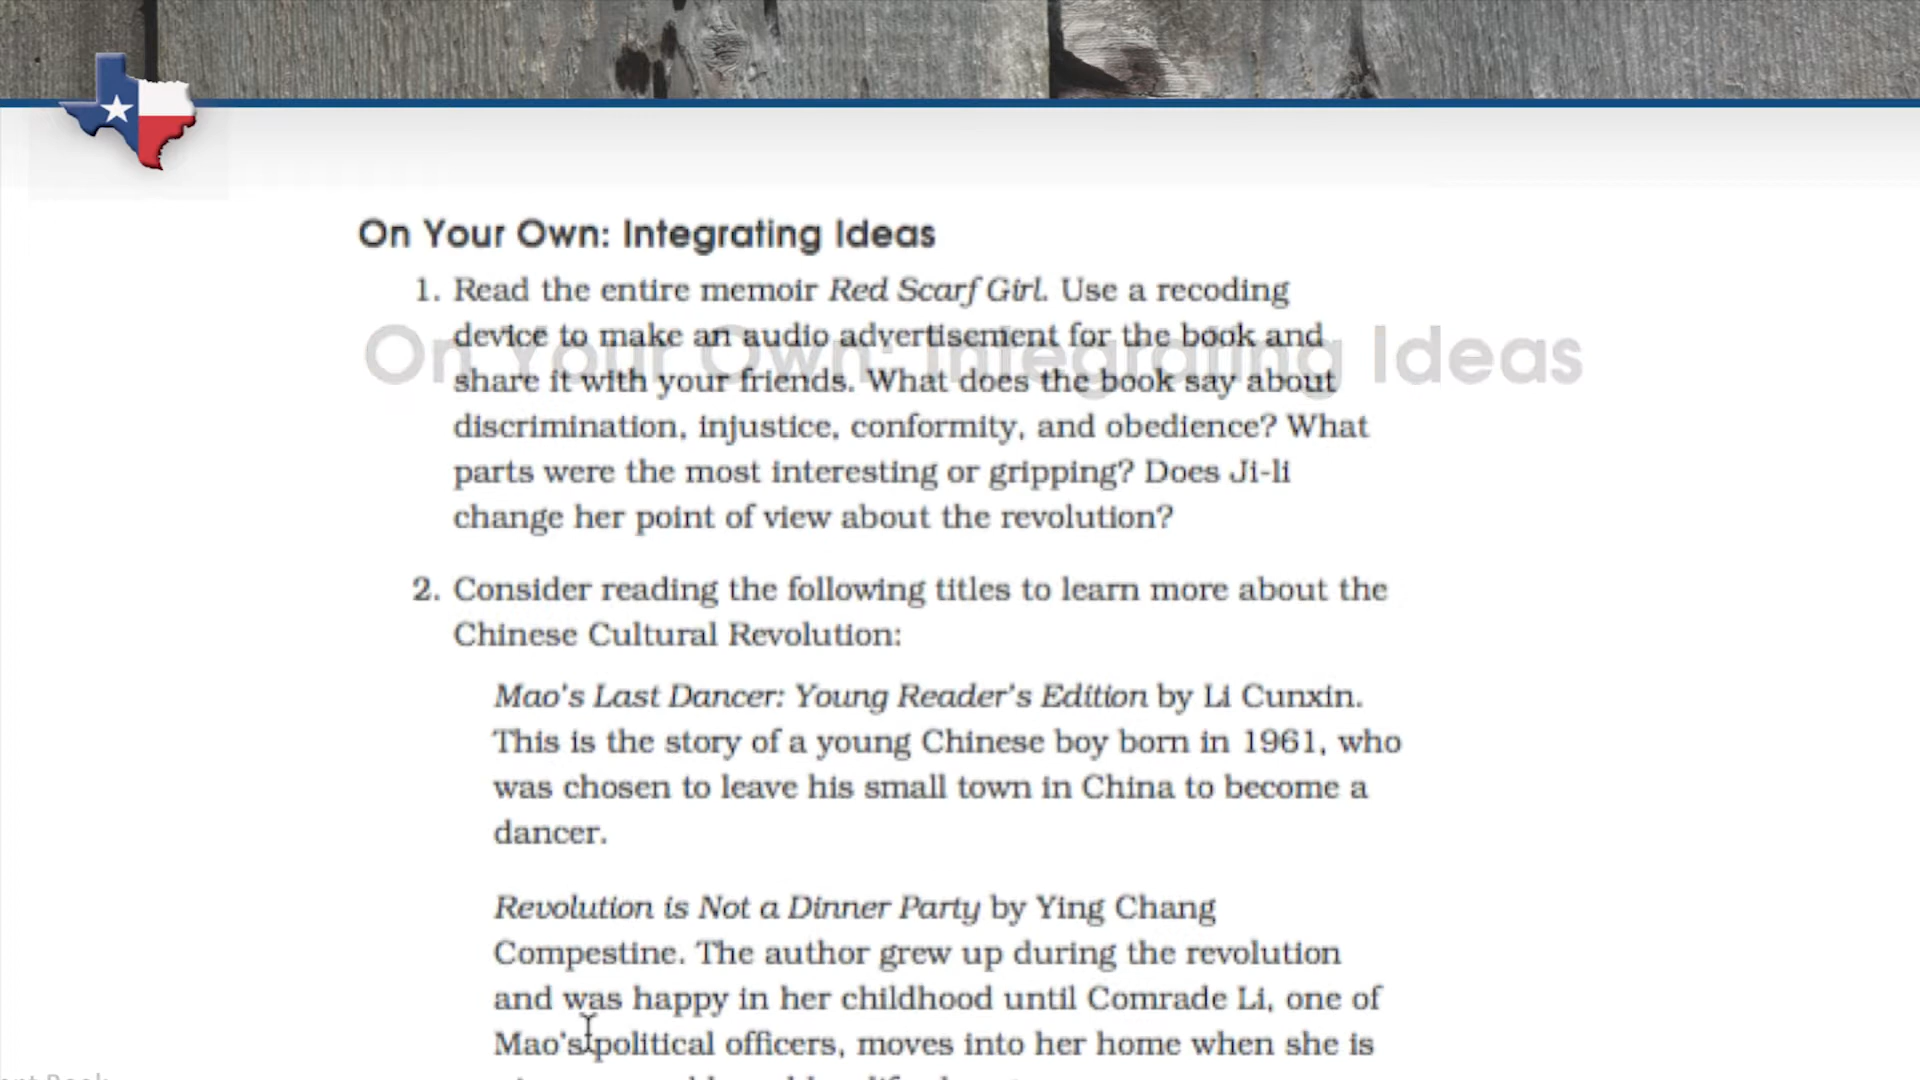 On Your Own: Integrating Ideas
1. Read the entire memoir Red Scarf Girl. Use a recoding
device to make an audio advertisement for the book and
On Your Own: Integrating Ideas
share it with your friends. What does the book say about
discrimination, injustice, conformity, and obedience? What
parts were the most interesting or gripping? Does Ji-li
change her point of view about the revolution?
2. Consider reading the following titles to learn more about the
Chinese Cultural Revolution:
Mao's Last Dancer: Young Reader's Edition by Li Cunxin.
This is the story of a young Chinese boy born in 1961, who
was chosen to leave his small town in China to become a
dancer.
Revolution is Not a Dinner Party by Ying Chang
Compestine. The author grew up during the revolution
and was happy in her childhood until Comrade Li, one of
Mao's political officers, moves into her home when she is